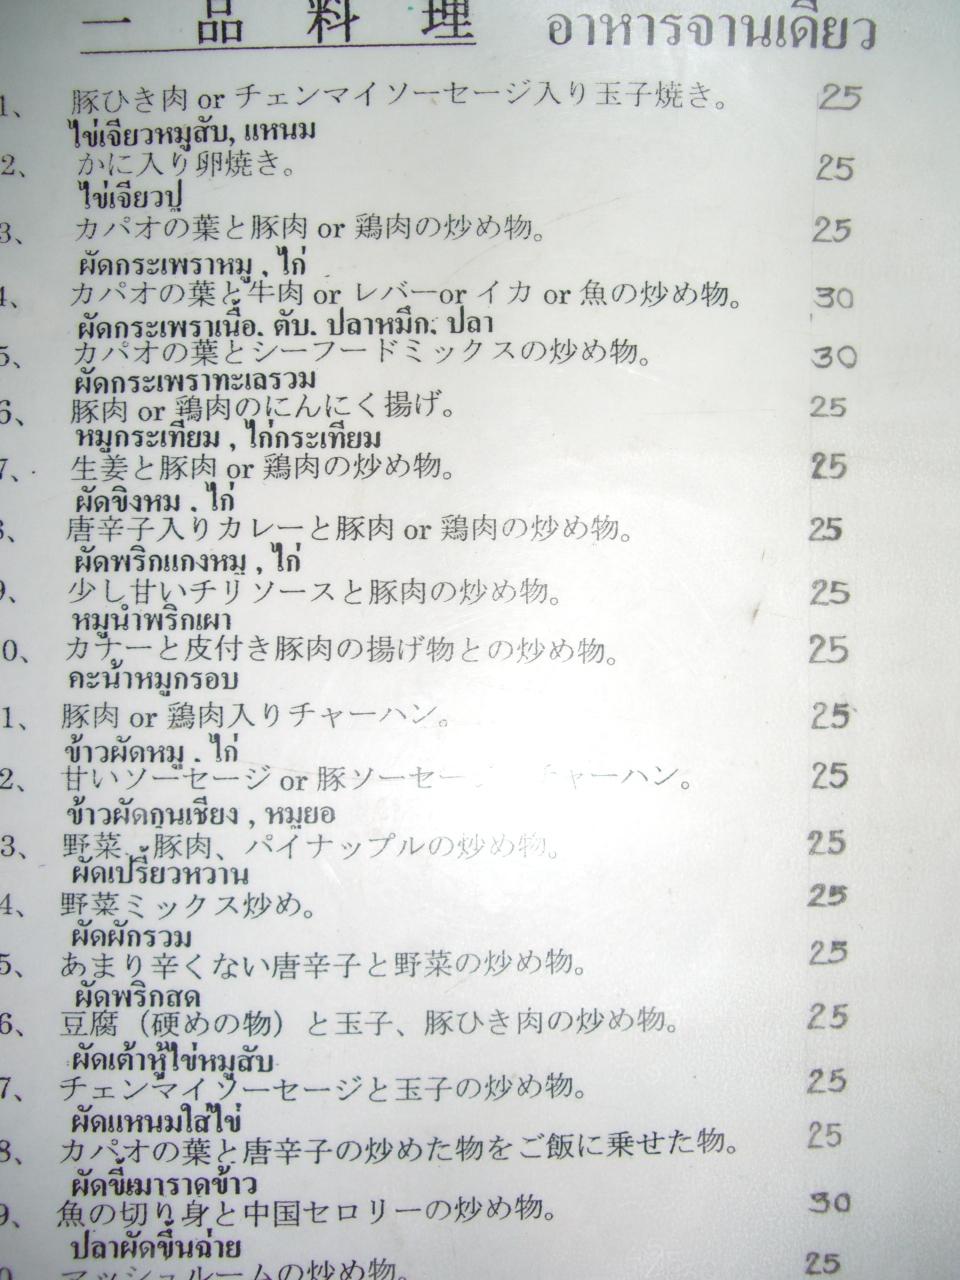 一品料理 อาหารจานเดียว
1、 豚ひき肉 or チェンマイソーセージ入り玉子焼き。 25
ไข่เจียวหมูสับ, แหนม
2、 かに入り卵焼き。 25
ไข่เจียวปู
3、 カパオの葉と豚肉 or 鶏肉の炒め物。 25
ผัดกระเพราหมู , ไก่
4、 カパオの葉と牛肉 or レバーor イカ or 魚の炒め物。 30
ผัดกระเพราเนื้อ. ตับ. ปลาหมึก. ปลา
5、 カパオの葉とシーフードミックスの炒め物。 30
ผัดกระเพราทะเลรวม
6、 豚肉 or 鶏肉のにんにく揚げ。 25
หมูกระเทียม , ไก่กระเทียม
7、 生姜と豚肉 or 鶏肉の炒め物。 25
ผัดขิงหม . ไก่
8、 唐辛子入りカレーと豚肉 or 鶏肉の炒め物。 25
ผัดพริกแกงหมู , ไก่
9、 少し甘いチリソースと豚肉の炒め物。 25
หมูนำพริกเผา
0、 カナーと皮付き豚肉の揚げ物との炒め物。 25
คะน้าหมูกรอบ
1、 豚肉 or 鶏肉入りチャーハン。 25
ข้าวผัดหมู . ไก่
2、 甘いソーセージ or 豚ソーセー チャーハン。 25
ข้าวผัดกุนเชียง , หมูยอ
3、 野菜、豚肉、パイナップルの炒め物。 25
ผัดเปรี้ยวหวาน
4、 野菜ミックス炒め。 25
ผัดผักรวม
5、 あまり辛くない唐辛子と野菜の炒め物。 25
ผัดพริกสด
6、 豆腐（硬めの物）と玉子、豚ひき肉の炒め物。 25
ผัดเต้าหู้ไข่หมูสับ
7、 チェンマイソーセージと玉子の炒め物。 25
ผัดแหนมใส่ไข่
8、 カパオの葉と唐辛子の炒めた物をご飯に乗せた物。 25
ผัดขี้เมาราดข้าว
9、 魚の切り身と中国セロリーの炒め物。 30
ปลาผัดขึ้นฉ่าย
0、 マッシュルームの炒め物。 25